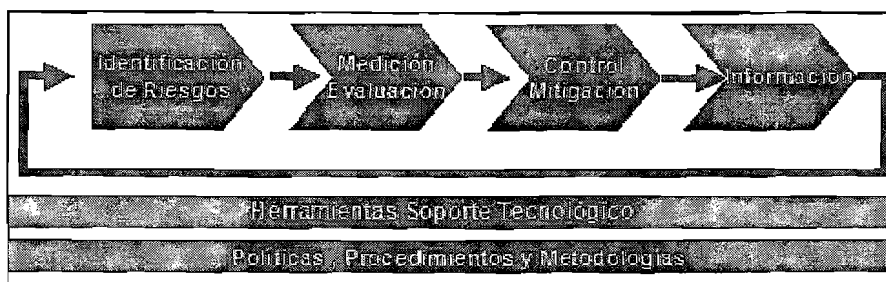 Identificación
de Riesgos
Medición
Evaluación
Control
Mitigación
Información
Herramientas Soporte Tecnológico
Políticas , Procedimientos y Metodologías